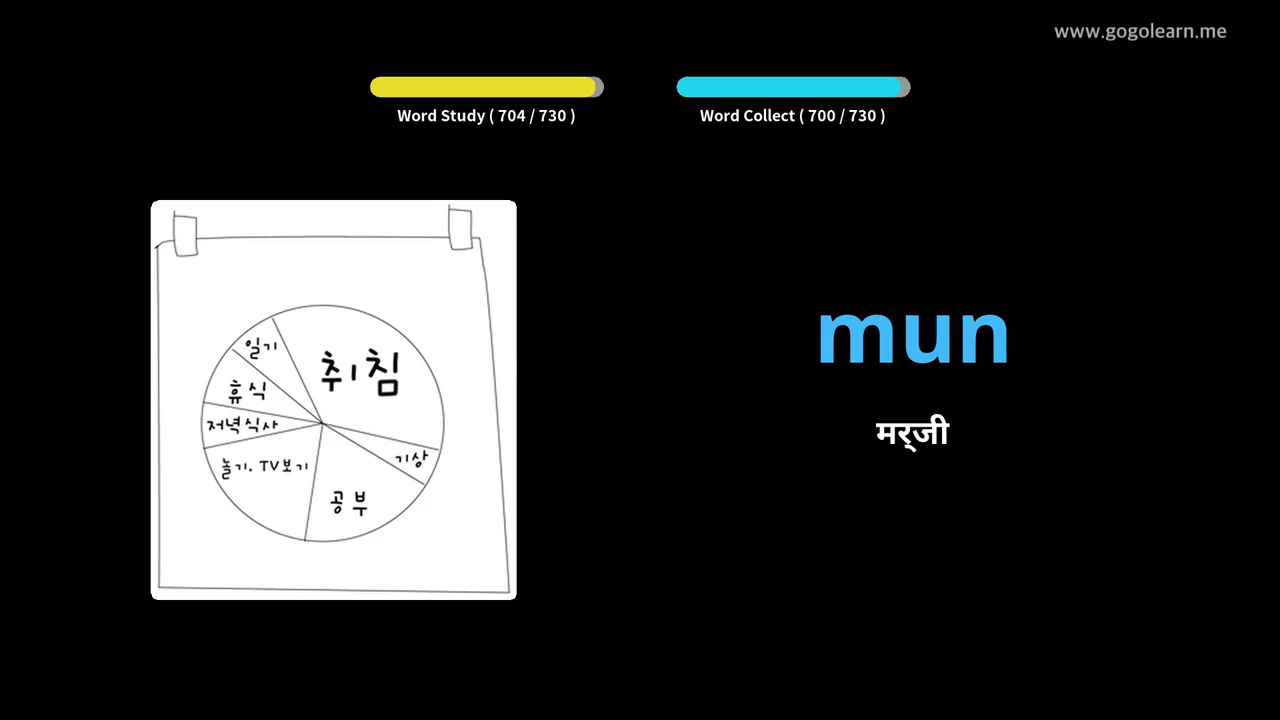 www.gogolearn.me
Word Study ( 704 / 730 )
Word Collect ( 700 / 730 )
일기
취침
휴식
저녁식사
놀기. TV보기
기상
공부
mun
मर्जी